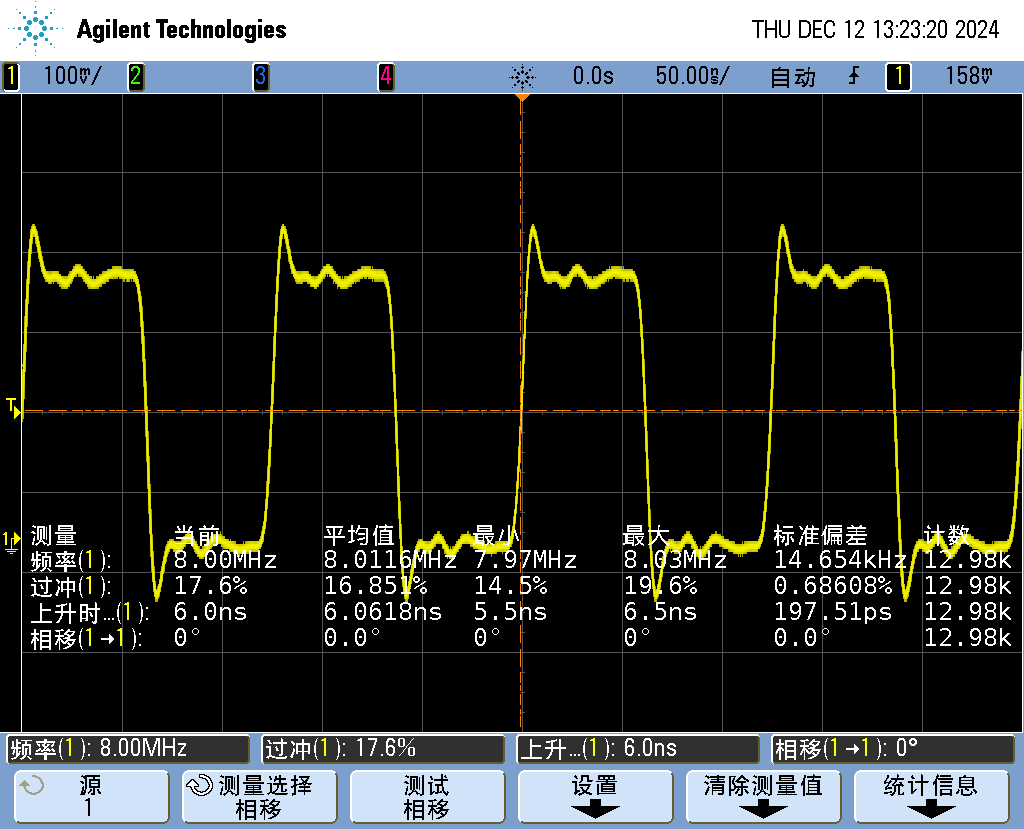 Agilent Technologies THU DEC 12 13:23:20 2024
1 100mV/ 2 3 4 0.0s 50.00ns/ 自动 1 158mV
T
1
测量 当前 平均值 最小 最大 标准偏差 计数
频率(1): 8.00MHz 8.0116MHz 7.97MHz 8.03MHz 14.654kHz 12.98k
过冲(1): 17.6% 16.851% 14.5% 19.6% 0.68608% 12.98k
上升时...(1): 6.0ns 6.0618ns 5.5ns 6.5ns 197.51ps 12.98k
相移(1→1): 0° 0.0° 0° 0° 0.0° 12.98k
频率(1): 8.00MHz 过冲(1): 17.6% 上升...(1): 6.0ns 相移(1→1): 0°
源 测量选择 测试 设置 清除测量值 统计信息
1 相移 相移